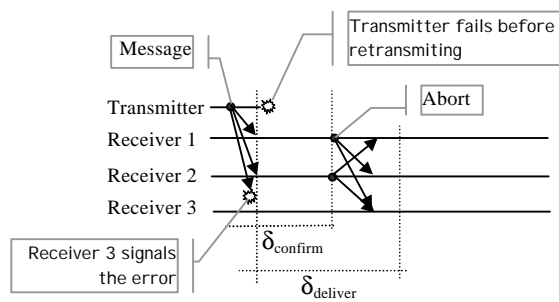 Message
Transmitter fails before
retransmiting
Transmitter
Abort
Receiver 1
Receiver 2
Receiver 3
Receiver 3 signals
the error
δconfirm
δdeliver